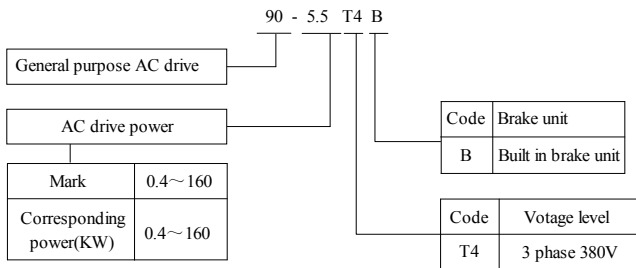 90 - 5.5 T4 B
General purpose AC drive
AC drive power
Mark 0.4～160
Corresponding
power(KW) 0.4～160
Code Brake unit
B Built in brake unit
Code Votage level
T4 3 phase 380V